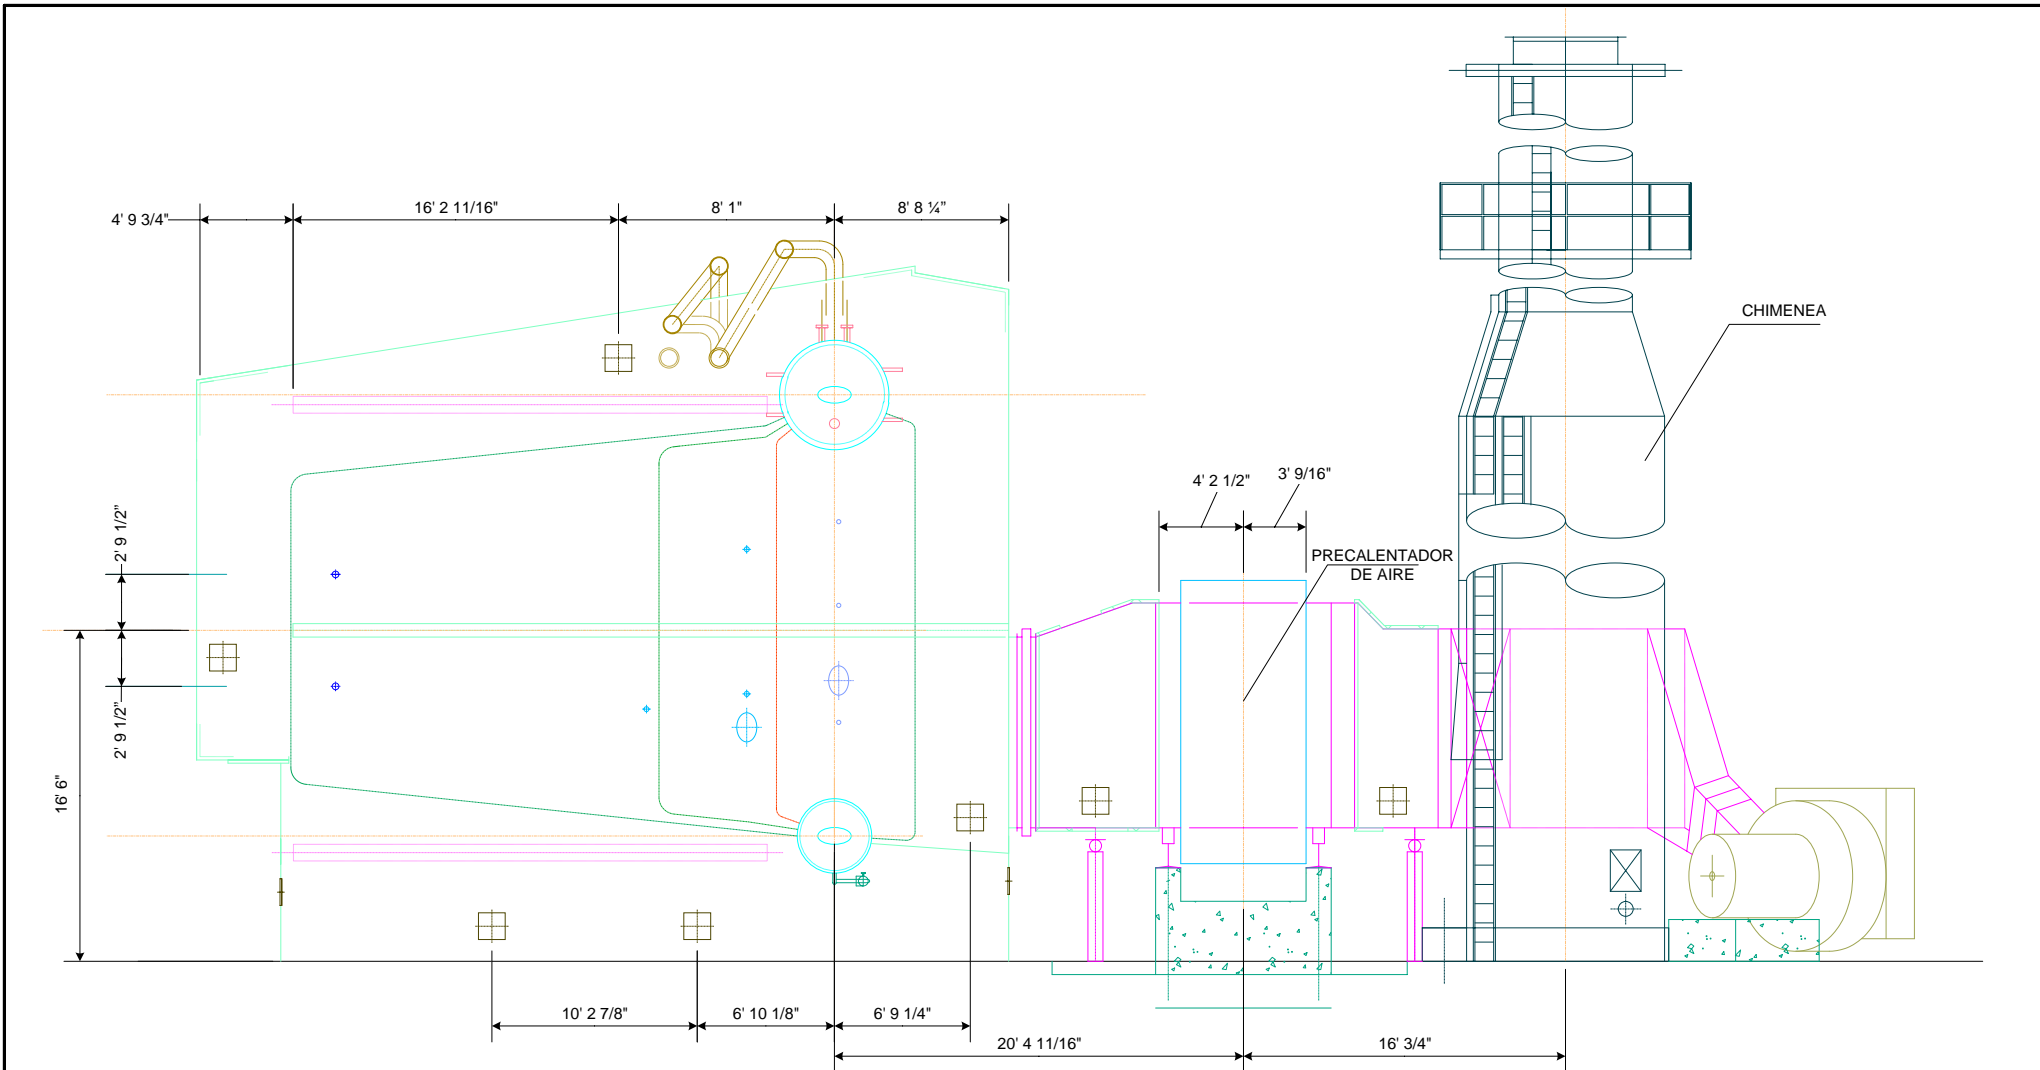 4' 9 3/4"
16' 2 11/16"
8' 1"
8' 8 ¼"
CHIMENEA
4' 2 1/2"
3' 9/16"
PRECALENTADOR
DE AIRE
2' 9 1/2"
2' 9 1/2"
16' 6"
10' 2 7/8"
6' 10 1/8"
6' 9 1/4"
20' 4 11/16"
16' 3/4"